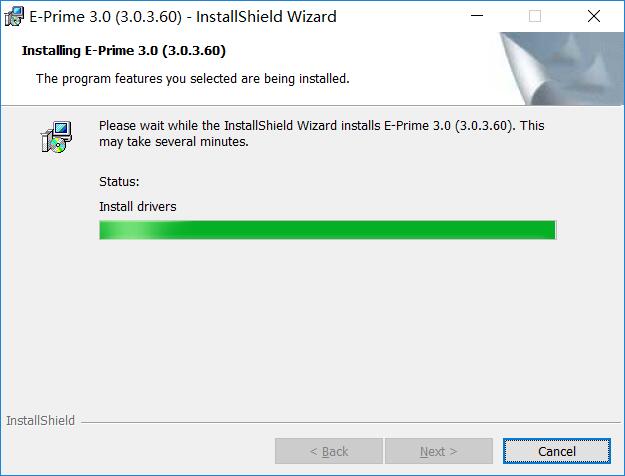 E-Prime 3.0 (3.0.3.60) - InstallShield Wizard
Installing E-Prime 3.0 (3.0.3.60)
The program features you selected are being installed.
Please wait while the InstallShield Wizard installs E-Prime 3.0 (3.0.3.60). This
may take several minutes.
Status:
Install drivers
InstallShield
< Back
Next >
Cancel